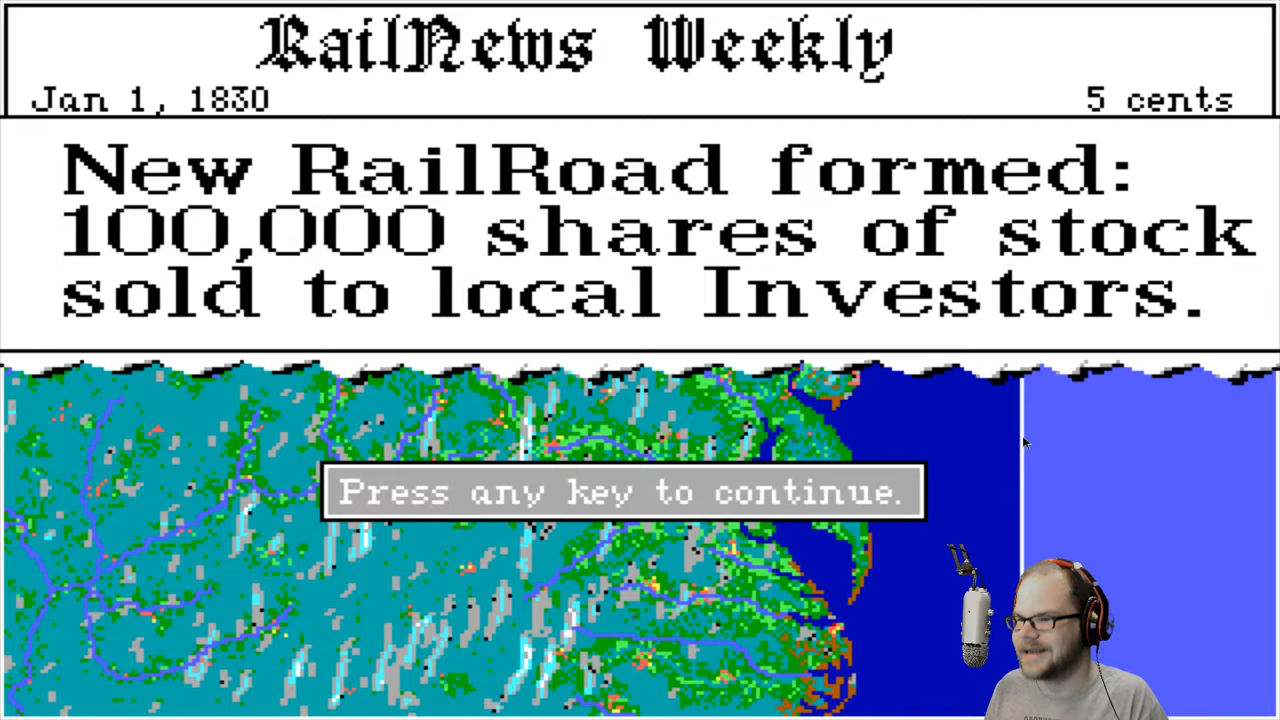 RailNews Weekly
Jan 1, 1830 5 cents
New RailRoad formed:
100,000 shares of stock
sold to local Investors.
Press any key to continue.